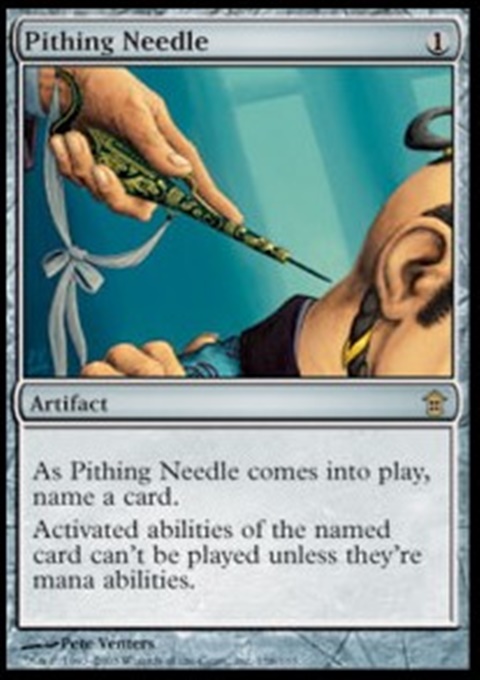 Pithing Needle 1
Artifact
As Pithing Needle comes into play,
name a card.
Activated abilities of the named
card can't be played unless they're
mana abilities.
Pete Venters